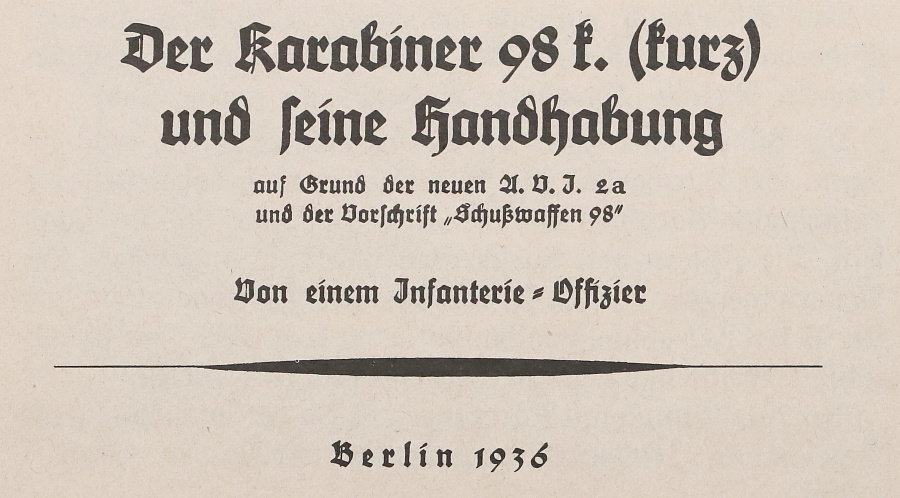 Der Karabiner 98 k. (kurz)
und seine Handhabung
auf Grund der neuen A. V. J. 2a
und der Vorschrift „Schußwaffen 98“
Von einem Infanterie-Offizier
Berlin 1936